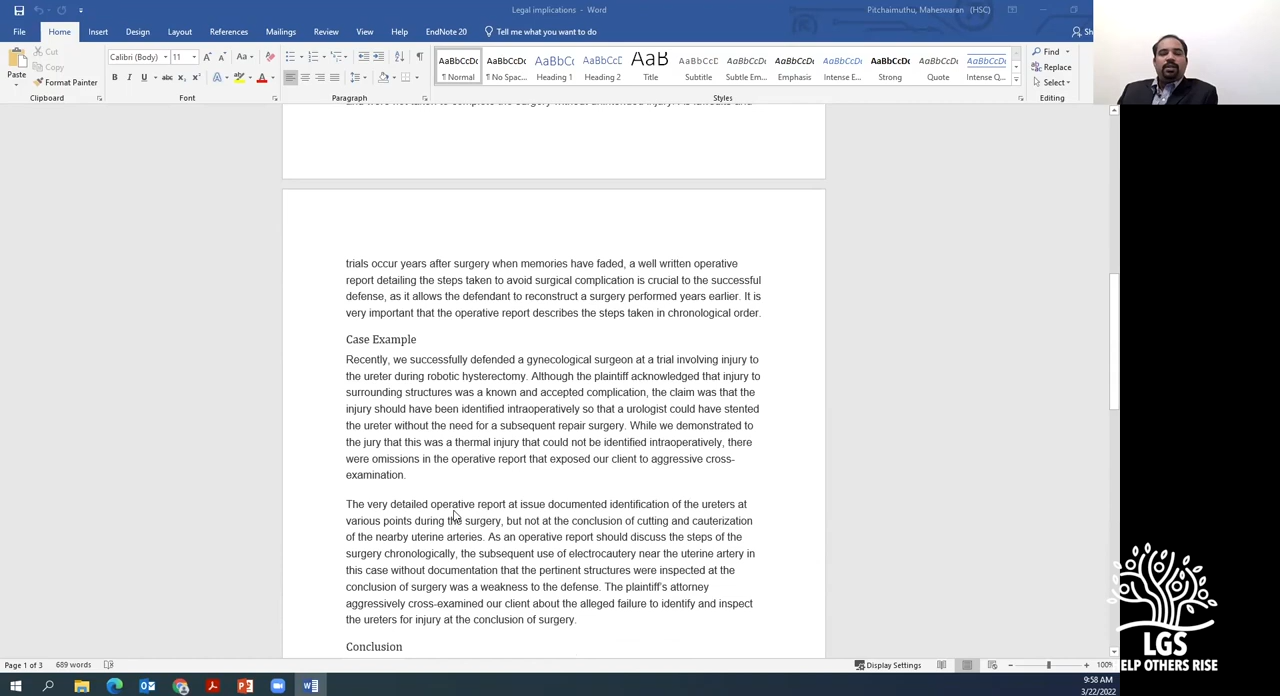 Legal implications - Word
Pitchaimuthu, Maheswaran (HSC)
File Home Insert Design Layout References Mailings Review View Help EndNote 20 Tell me what you want to do
Cut
Copy
Format Painter
Paste
Clipboard
Calibri (Body) 11
Font
Paragraph
AaBbCcDc AaBbCcDc AaBbCc AaBbCcC AaB AaBbCcD AaBbCcDc AaBbCcDc AaBbCcDc AaBbCcDc AaBbCcDc AaBbCcDc
¶ Normal ¶ No Spac... Heading 1 Heading 2 Title Subtitle Subtle Em... Emphasis Intense E... Strong Quote Intense Q...
Styles
Find
Replace
Select
Editing
trials occur years after surgery when memories have faded, a well written operative
report detailing the steps taken to avoid surgical complication is crucial to the successful
defense, as it allows the defendant to reconstruct a surgery performed years earlier. It is
very important that the operative report describes the steps taken in chronological order.
Case Example
Recently, we successfully defended a gynecological surgeon at a trial involving injury to
the ureter during robotic hysterectomy. Although the plaintiff acknowledged that injury to
surrounding structures was a known and accepted complication, the claim was that the
injury should have been identified intraoperatively so that a urologist could have stented
the ureter without the need for a subsequent repair surgery. While we demonstrated to
the jury that this was a thermal injury that could not be identified intraoperatively, there
were omissions in the operative report that exposed our client to aggressive cross-
examination.
The very detailed operative report at issue documented identification of the ureters at
various points during the surgery, but not at the conclusion of cutting and cauterization
of the nearby uterine arteries. As an operative report should discuss the steps of the
surgery chronologically, the subsequent use of electrocautery near the uterine artery in
this case without documentation that the pertinent structures were inspected at the
conclusion of surgery was a weakness to the defense. The plaintiff's attorney
aggressively cross-examined our client about the alleged failure to identify and inspect
the ureters for injury at the conclusion of surgery.
Conclusion
LGS
ELP OTHERS RISE
Page 1 of 3 689 words
Display Settings
100%
9:58 AM
3/22/2022